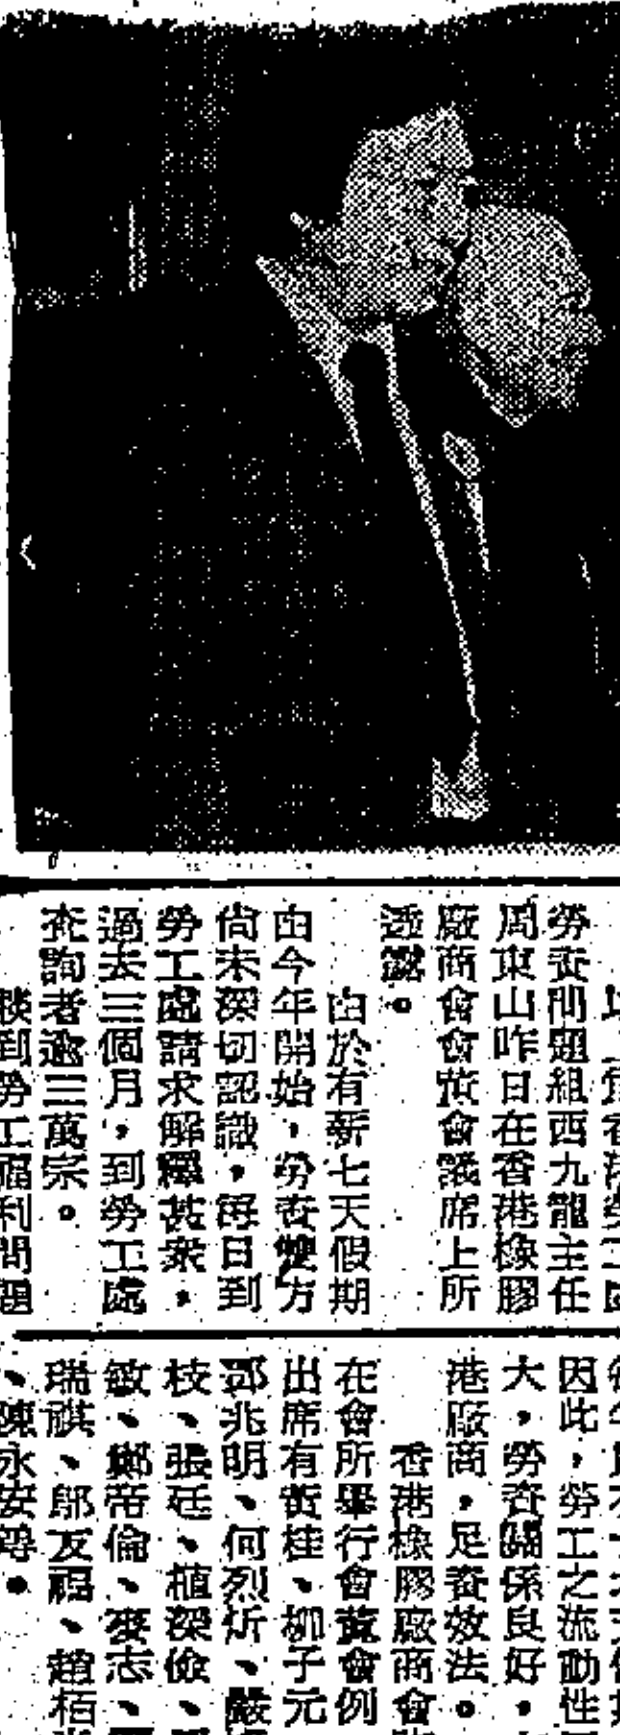 勞資問題組西九龍主任
周東山昨日在香港橡膠
廠商會會董會議席上所
透露。
由於有薪七天假期
由今年開始,勞資雙方
尚未深切認識,每日到
勞工處請求解釋甚衆,
過去三個月,到勞工處
查詢者逾三萬宗。
談到勞工福利問題
因此,勞工之流動性
大,勞資關係良好,
港廠商,足資效法。
香港橡膠廠商會
在會所舉行會董會例
出席有黃桂、柳子元
鄧兆明、何烈炘、嚴
枝、張廷、植深儉、
敏、鄭帝倫、麥志、
瑞祺、鄔友福、趙栢
、陳永安等。